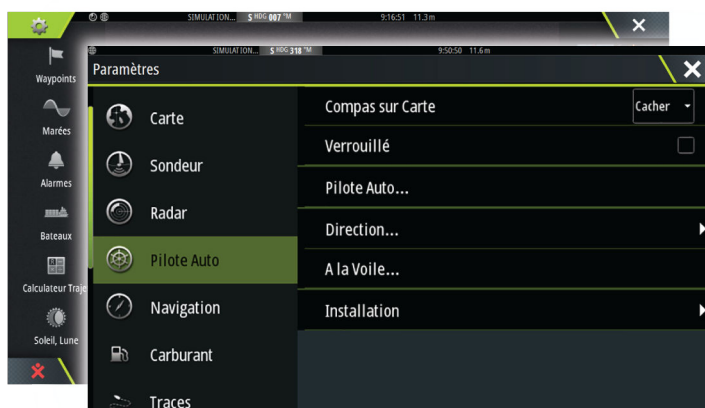 SIMULATION... S HDG 007 °M 9:16:51 11.3 m
Waypoints
Marées
Alarmes
Bateaux
Calculateur Traje
Soleil, Lune
SIMULATION... S HDG 318 °M 9:50:50 11.6 m
Paramètres
Carte
Sondeur
Radar
Pilote Auto
Navigation
Carburant
Traces
Compas sur Carte Cacher
Verrouillé
Pilote Auto...
Direction...
A la Voile...
Installation